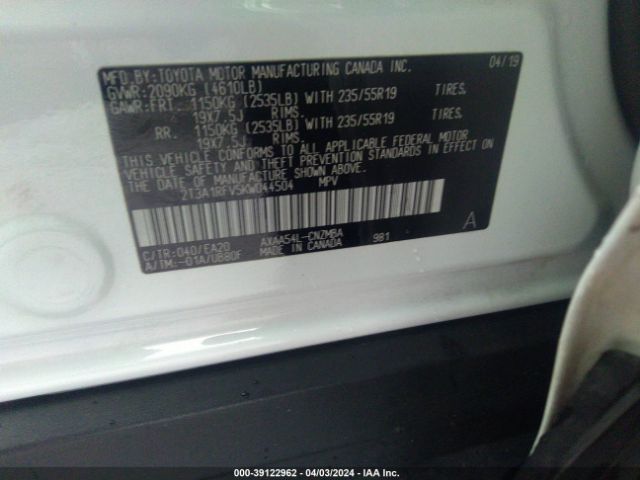 MFD.BY:TOYOTA MOTOR MANUFACTURING CANADA INC. 04/19
GVWR:2090KG (4610LB)
GAWR:FRT. 1150KG (2535LB) WITH 235/55R19 TIRES.
19X7.5J RIMS.
RR. 1150KG (2535LB) WITH 235/55R19 TIRES.
19X7.5J RIMS.
THIS VEHICLE CONFORMS TO ALL APPLICABLE FEDERAL MOTOR
VEHICLE SAFETY AND THEFT PREVENTION STANDARDS IN EFFECT
ON THE DATE OF MANUFACTURE SHOWN ABOVE.
2T3A1RFV5KW044504 MPV
C/TR:040/EA20 AXAA54L-CNZMBA 981 A
A/TM:-01A/UB80F MADE IN CANADA
000-39122962 - 04/03/2024 - IAA Inc.